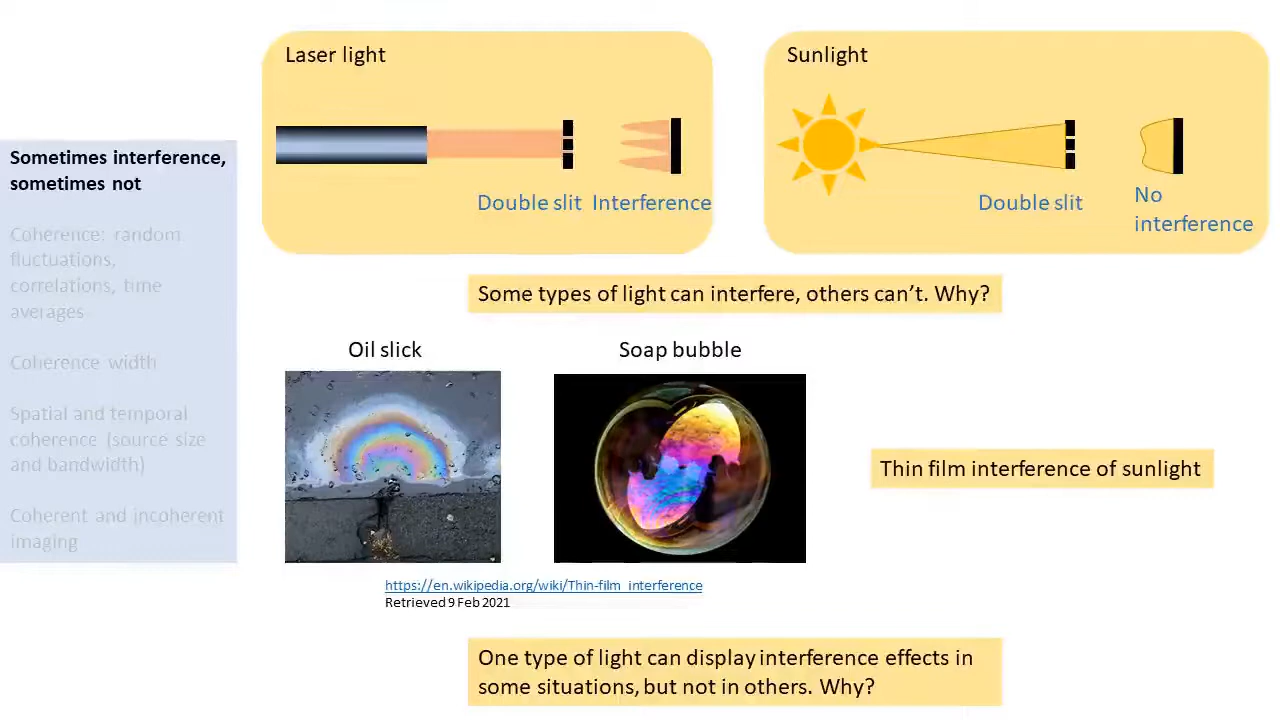 Sometimes interference,
sometimes not
Coherence: random
fluctuations,
correlations, time
averages
Coherence width
Spatial and temporal
coherence (source size
and bandwidth)
Coherent and incoherent
imaging
Laser light
Double slit
Interference
Sunlight
Double slit
No
interference
Some types of light can interfere, others can't. Why?
Oil slick
Soap bubble
Thin film interference of sunlight
https://en.wikipedia.org/wiki/Thin-film_interference
Retrieved 9 Feb 2021
One type of light can display interference effects in
some situations, but not in others. Why?